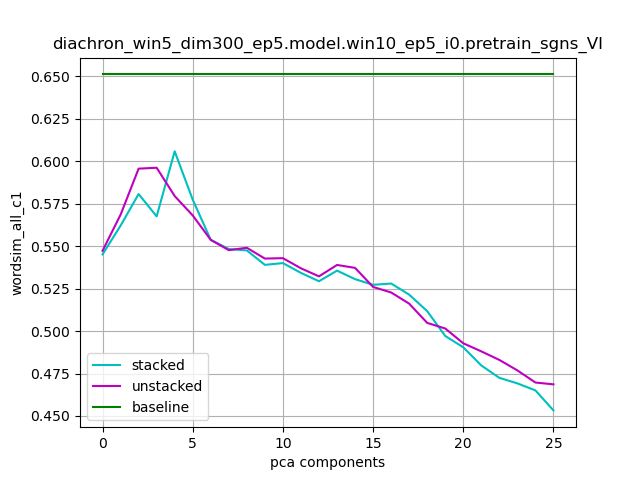 diachron_win5_dim300_ep5.model.win10_ep5_i0.pretrain_sgns_VI
0.650
0.625
0.600
0.575
0.550
0.525
0.500
0.475
0.450
wordsim_all_c1
stacked
unstacked
baseline
0 5 10 15 20 25
pca components